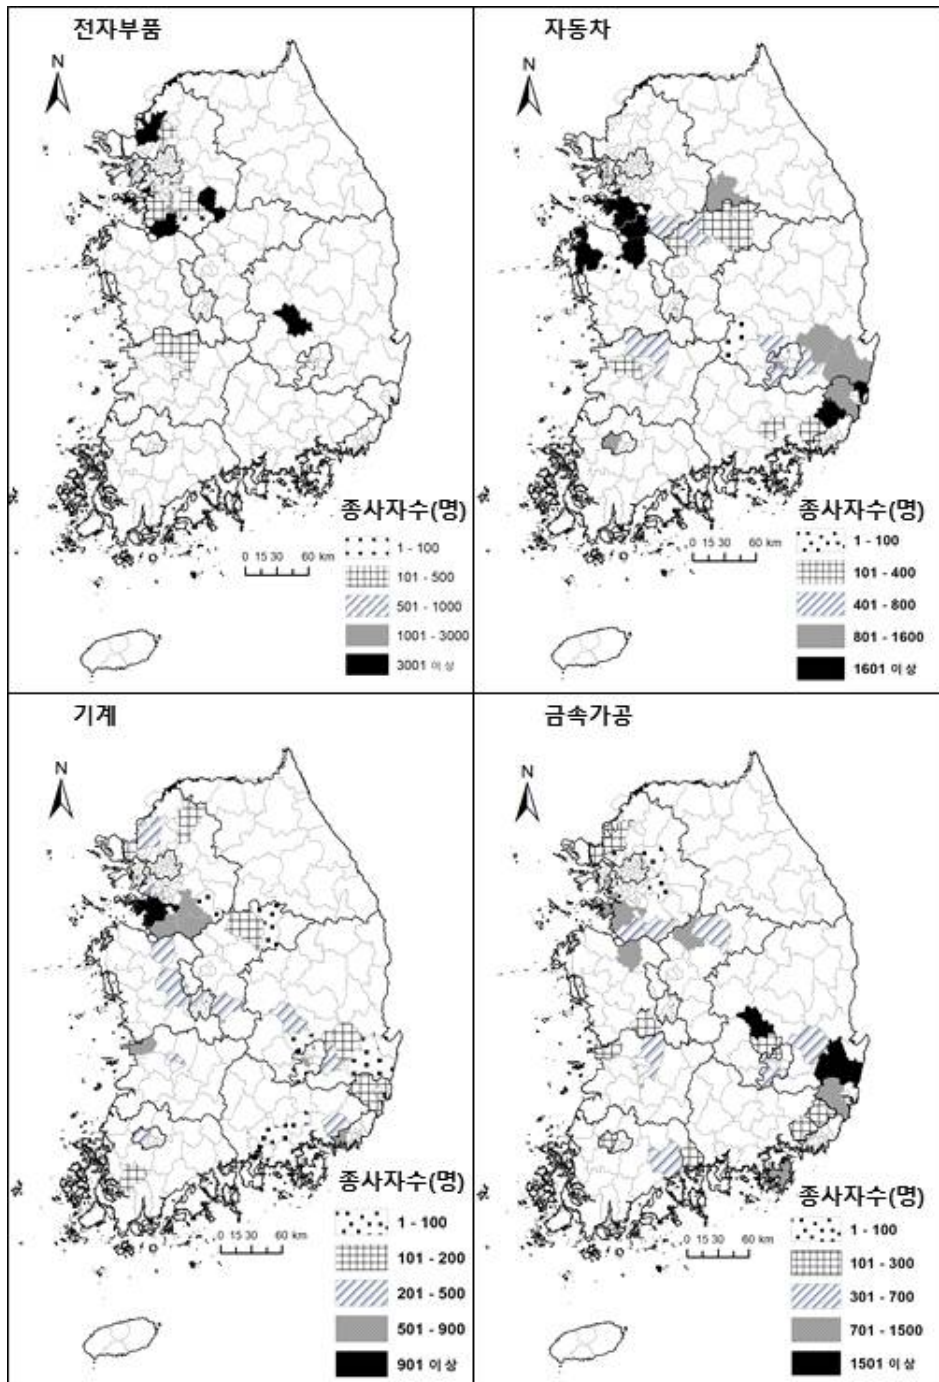 전자부품
N
종사자수(명)
0 15 30 60 km
1 - 100
101 - 500
501 - 1000
1001 - 3000
3001 이상
자동차
N
종사자수(명)
0 15 30 60 km
1 - 100
101 - 400
401 - 800
801 - 1600
1601 이상
기계
N
종사자수(명)
0 15 30 60 km
1 - 100
101 - 200
201 - 500
501 - 900
901 이상
금속가공
N
종사자수(명)
0 15 30 60 km
1 - 100
101 - 300
301 - 700
701 - 1500
1501 이상